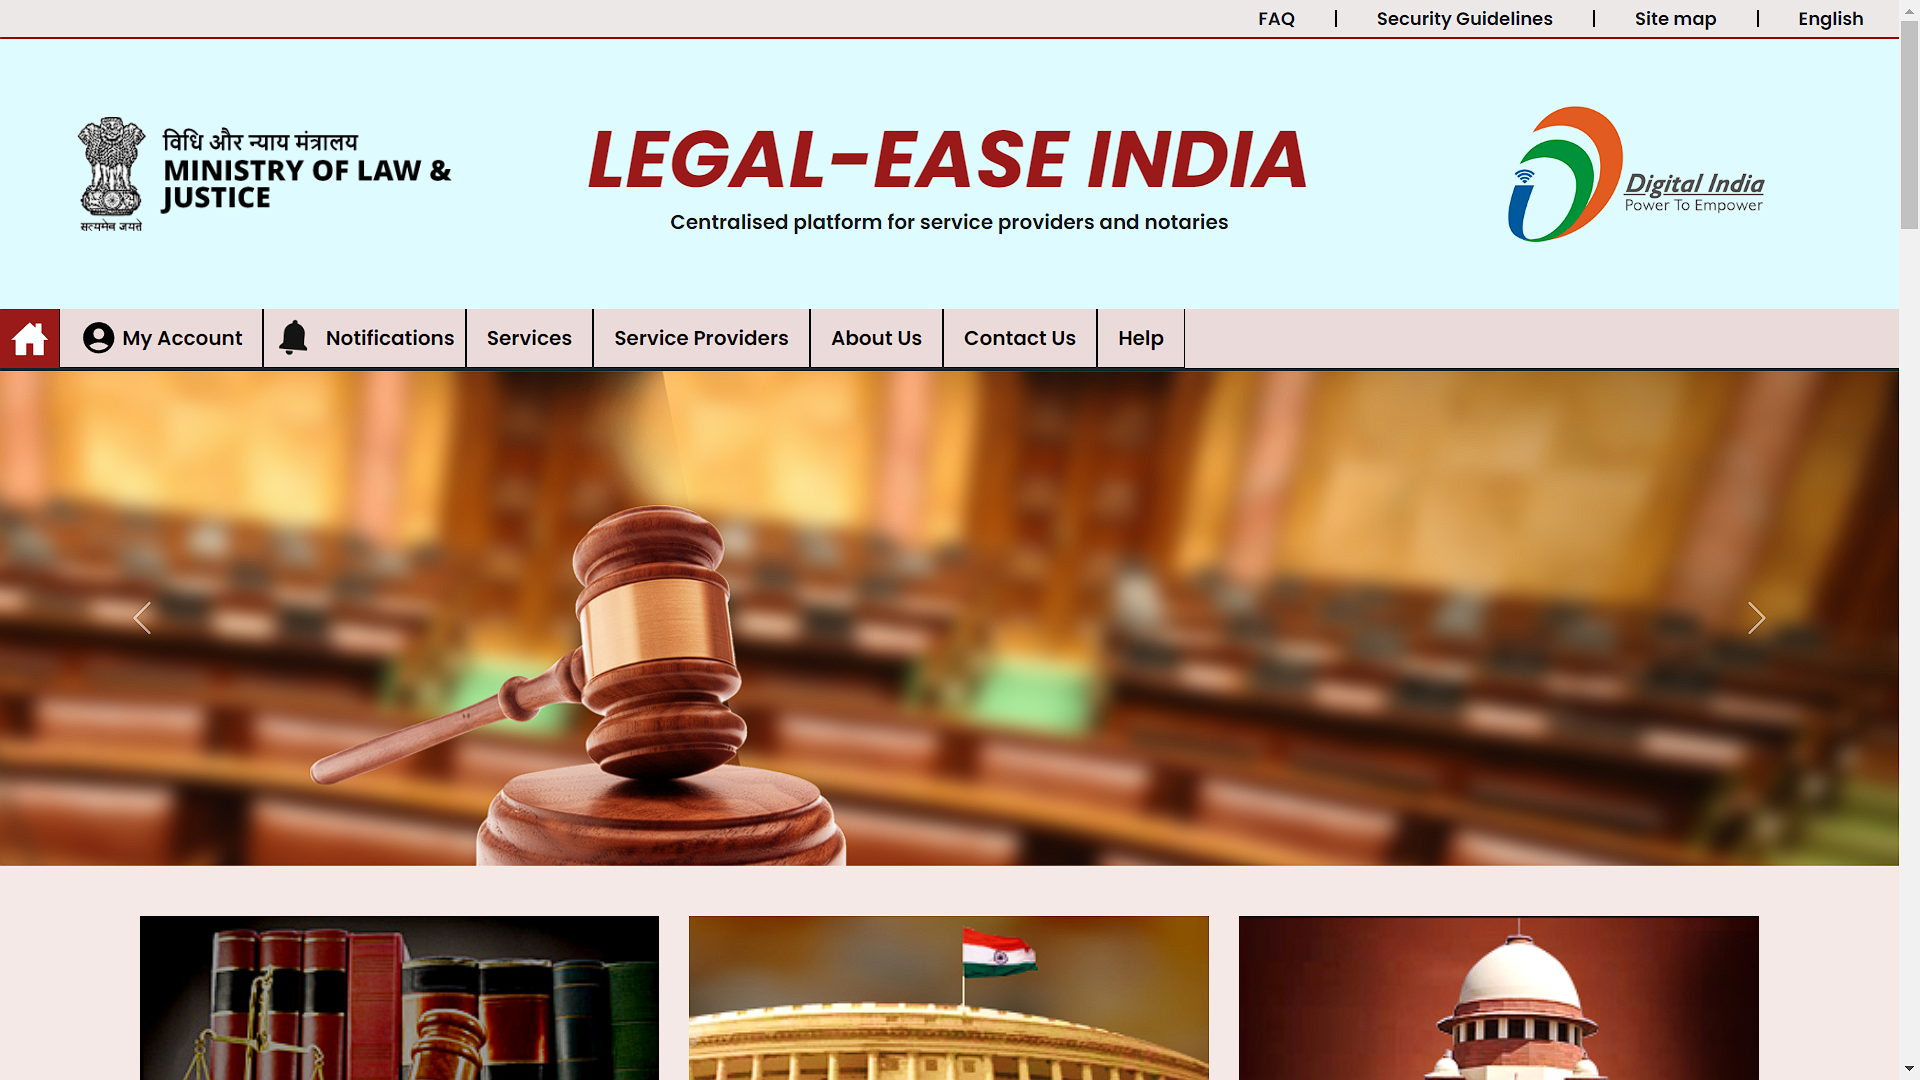 FAQ
Security Guidelines
Site map
English
विधि और न्याय मंत्रालय
MINISTRY OF LAW &
JUSTICE
सत्यमेव जयते
LEGAL-EASE INDIA
Centralised platform for service providers and notaries
Digital India
Power To Empower
My Account
Notifications
Services
Service Providers
About Us
Contact Us
Help